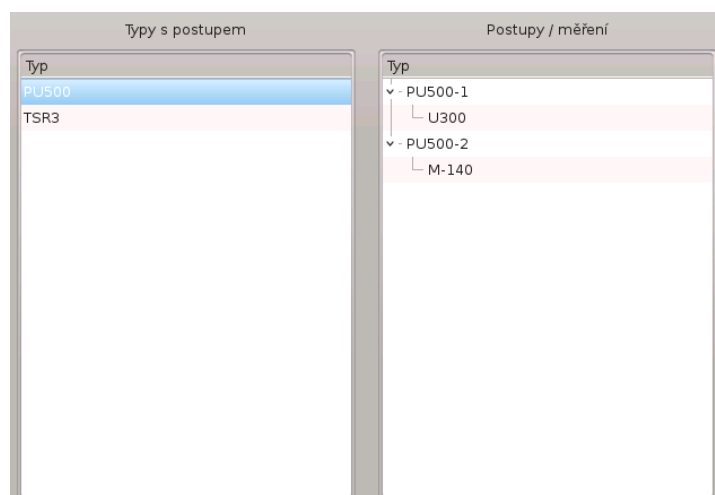 Typy s postupem
Typ
PU500
TSR3
Postupy / měření
Typ
PU500-1
U300
PU500-2
M-140